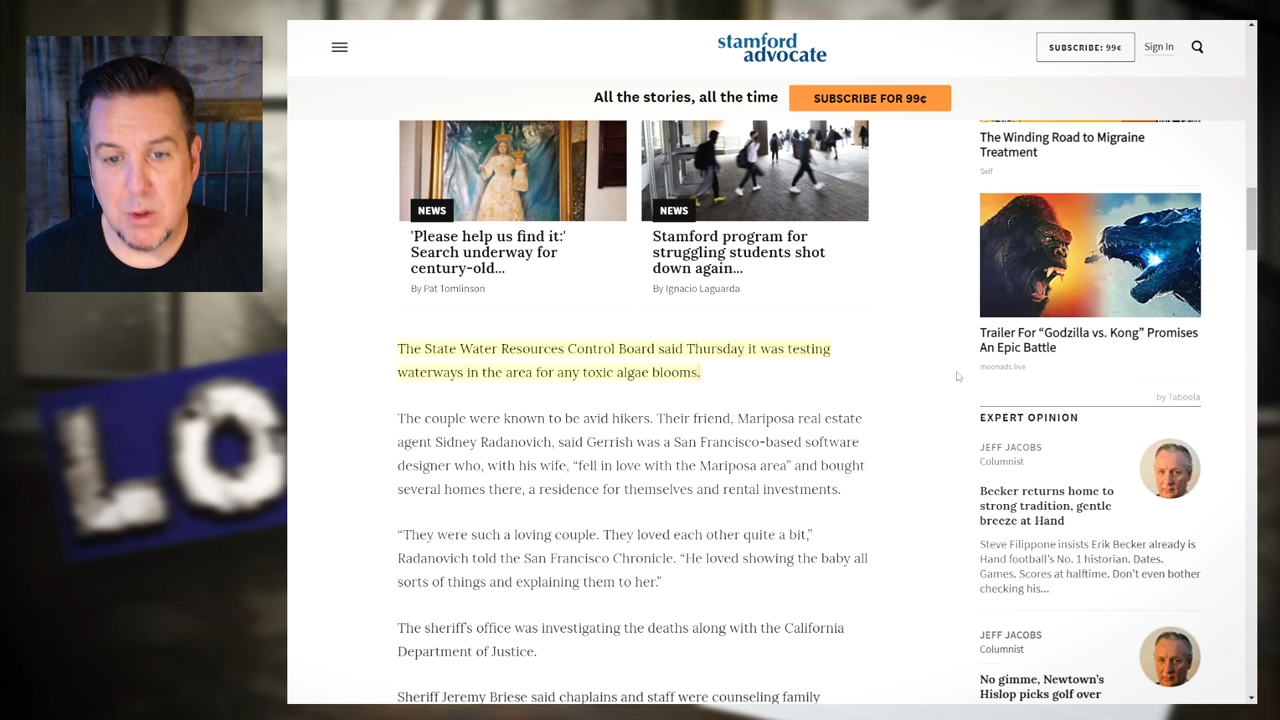 stamford
advocate
SUBSCRIBE: 99¢
Sign In
All the stories, all the time
SUBSCRIBE FOR 99¢
NEWS
'Please help us find it:'
Search underway for
century-old...
By Pat Tomlinson
NEWS
Stamford program for
struggling students shot
down again...
By Ignacio Laguarda
The State Water Resources Control Board said Thursday it was testing
waterways in the area for any toxic algae blooms.
The couple were known to be avid hikers. Their friend, Mariposa real estate
agent Sidney Radanovich, said Gerrish was a San Francisco-based software
designer who, with his wife, “fell in love with the Mariposa area” and bought
several homes there, a residence for themselves and rental investments.
“They were such a loving couple. They loved each other quite a bit,”
Radanovich told the San Francisco Chronicle. “He loved showing the baby all
sorts of things and explaining them to her.”
The sheriff’s office was investigating the deaths along with the California
Department of Justice.
Sheriff Jeremy Briese said chaplains and staff were counseling family
The Winding Road to Migraine
Treatment
Self
Trailer For “Godzilla vs. Kong” Promises
An Epic Battle
moonads.live
by Taboola
EXPERT OPINION
JEFF JACOBS
Columnist
Becker returns home to
strong tradition, gentle
breeze at Hand
Steve Filippone insists Erik Becker already is
Hand football’s No. 1 historian. Dates.
Games. Scores at halftime. Don’t even bother
checking his...
JEFF JACOBS
Columnist
No gimme, Newtown’s
Hislop picks golf over
LO